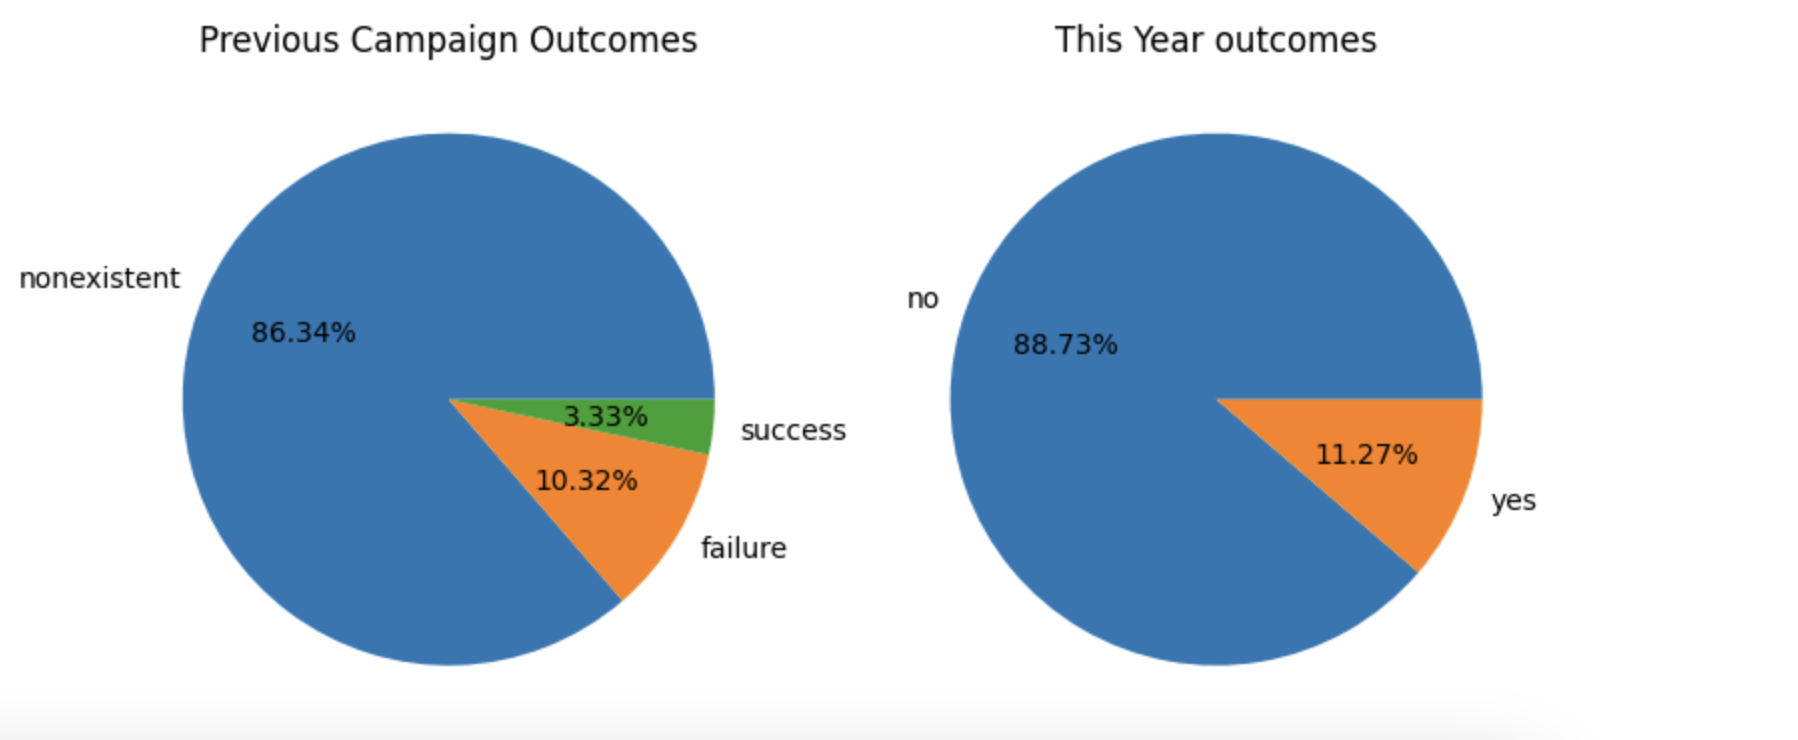 Previous Campaign Outcomes
nonexistent
86.34%
3.33%
success
10.32%
failure
This Year outcomes
no
88.73%
11.27%
yes